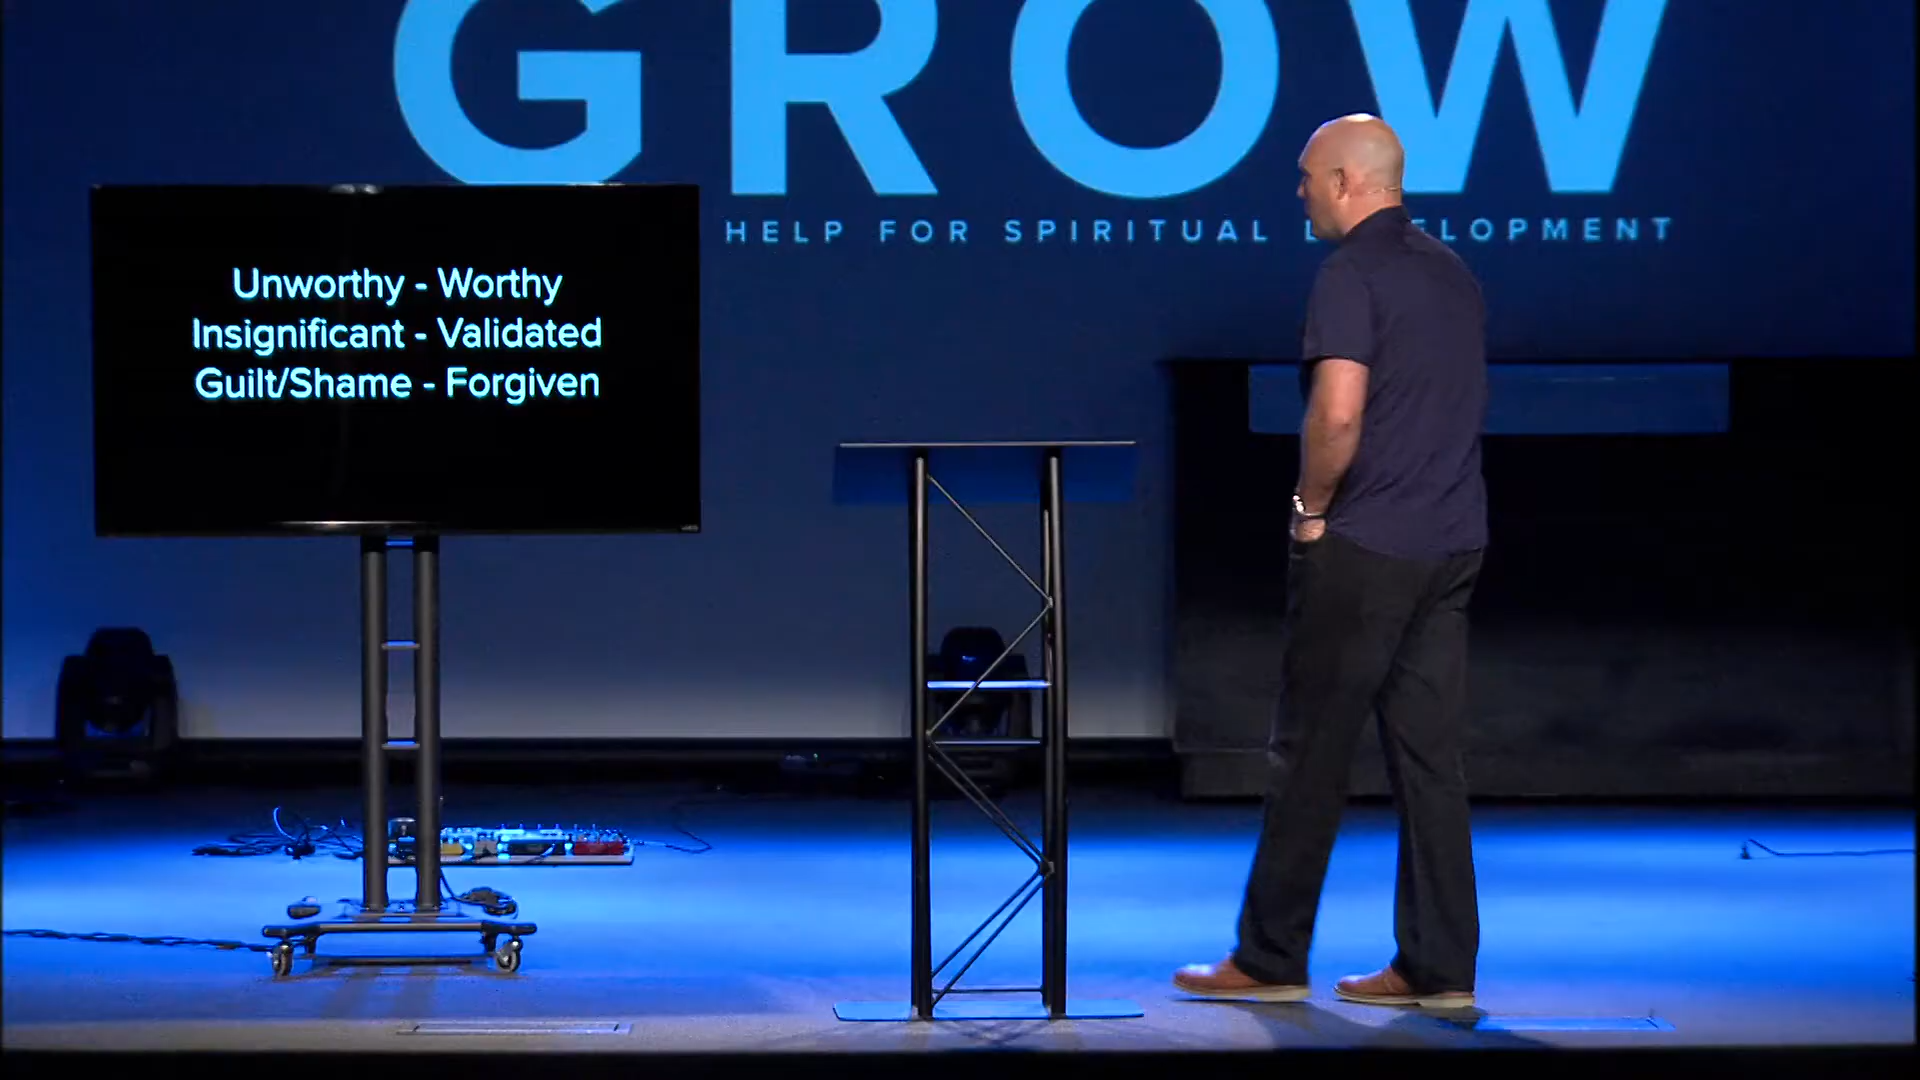 GROW
HELP FOR SPIRITUAL LOPMENT
Unworthy - Worthy
Insignificant - Validated
Guilt/Shame - Forgiven